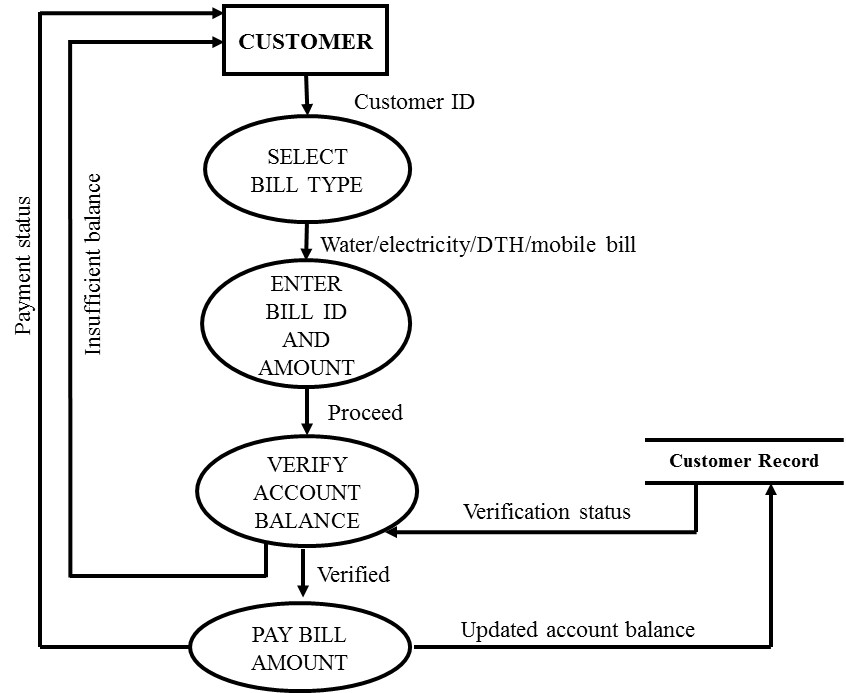 CUSTOMER
Customer ID
SELECT
BILL TYPE
Water/electricity/DTH/mobile bill
ENTER
BILL ID
AND
AMOUNT
Proceed
VERIFY
ACCOUNT
BALANCE
Customer Record
Verification status
Verified
PAY BILL
AMOUNT
Updated account balance
Payment status
Insufficient balance